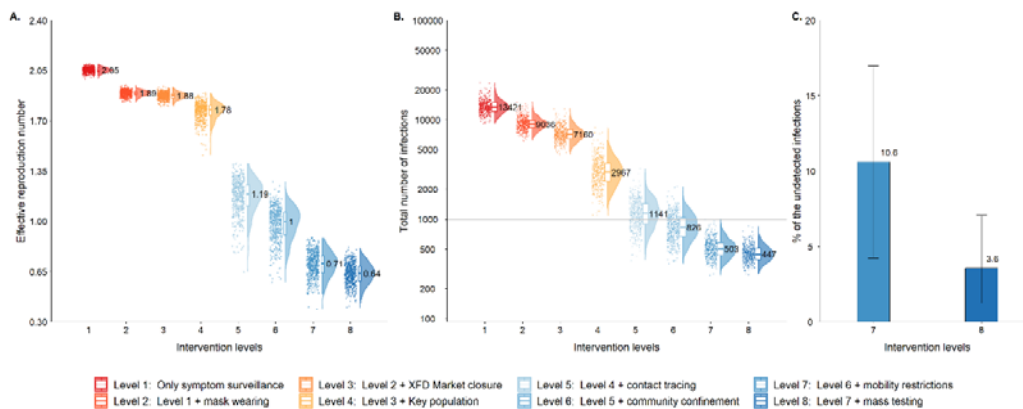 A.
B.
C.
Effective reproduction number
2.40
2.05
1.70
1.35
1.00
0.65
0.30
2.05
1.89
1.88
1.78
1.19
1
0.71
0.64
1 2 3 4 5 6 7 8
Intervention levels
Total number of infections
100000
50000
20000
10000
5000
2000
1000
500
200
100
13421
9056
7160
2967
1141
820
503
447
1 2 3 4 5 6 7 8
Intervention levels
% of the undetected infections
20
15
10
5
0
10.6
3.6
7 8
Intervention levels
Level 1: Only symptom surveillance
Level 2: Level 1 + mask wearing
Level 3: Level 2 + XFD Market closure
Level 4: Level 3 + Key population
Level 5: Level 4 + contact tracing
Level 6: Level 5 + community confinement
Level 7: Level 6 + mobility restrictions
Level 8: Level 7 + mass testing